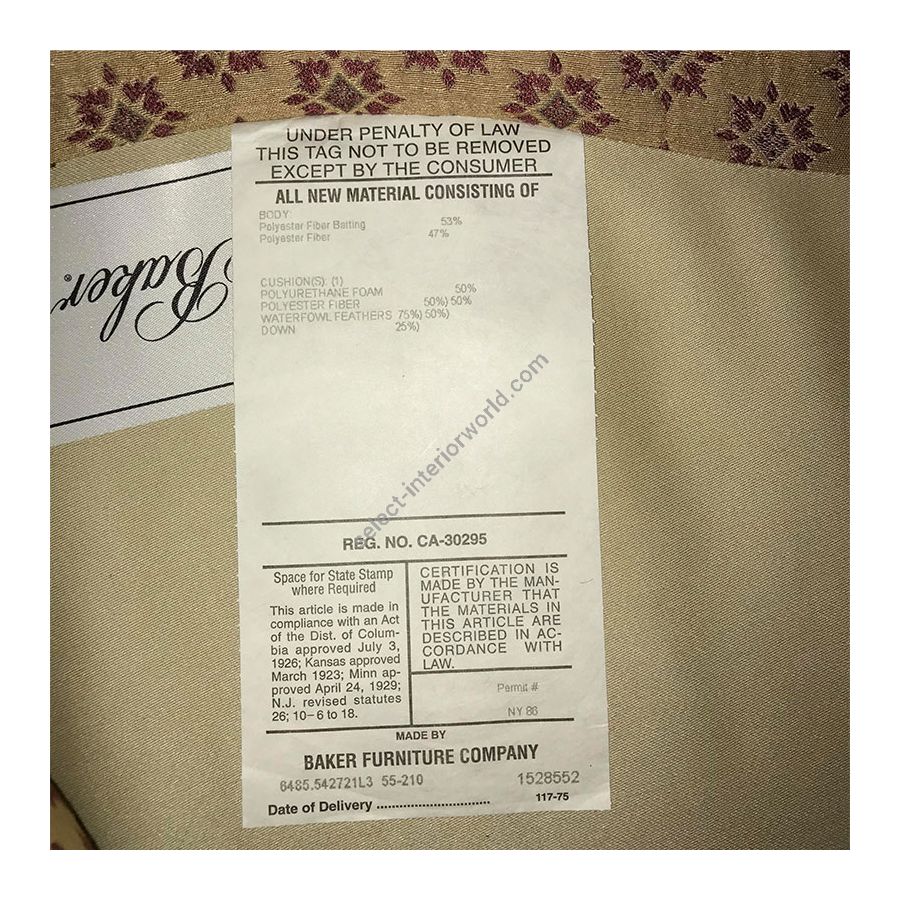 UNDER PENALTY OF LAW
THIS TAG NOT TO BE REMOVED
EXCEPT BY THE CONSUMER
ALL NEW MATERIAL CONSISTING OF
BODY:
Polyester Fiber Batting 53%
Polyester Fiber 47%
CUSHION(S): (1)
POLYURETHANE FOAM 50%
POLYESTER FIBER 50%) 50%
WATERFOWL FEATHERS 75%) 50%)
DOWN 25%)
REG. NO. CA-30295
Space for State Stamp
where Required
This article is made in
compliance with an Act
of the Dist. of Colum-
bia approved July 3,
1926; Kansas approved
March 1923; Minn ap-
proved April 24, 1929;
N.J. revised statutes
26; 10-6 to 18.
CERTIFICATION IS
MADE BY THE MAN-
UFACTURER THAT
THE MATERIALS IN
THIS ARTICLE ARE
DESCRIBED IN AC-
CORDANCE WITH
LAW.
Permit #
NY 86
MADE BY
BAKER FURNITURE COMPANY
6485.542721L3 55-210 1528552
Date of Delivery .............................. 117-75
Baker®
select-interiorworld.com